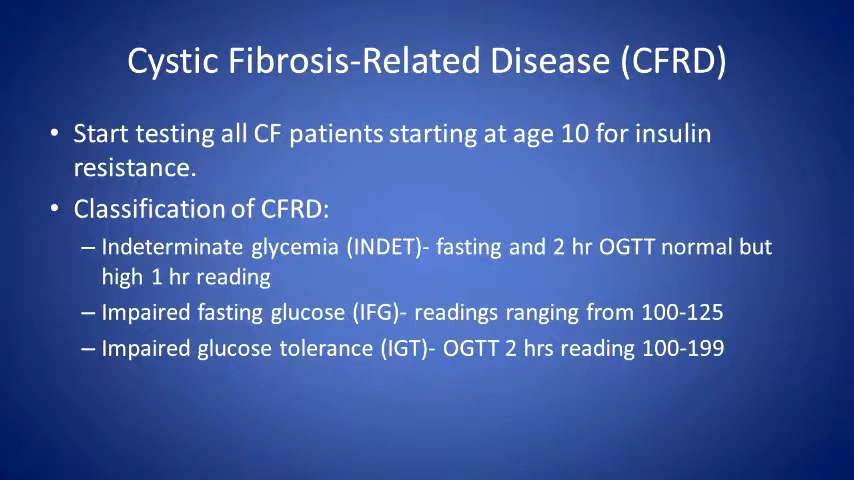 Cystic Fibrosis-Related Disease (CFRD)
• Start testing all CF patients starting at age 10 for insulin
resistance.
• Classification of CFRD:
– Indeterminate glycemia (INDET)- fasting and 2 hr OGTT normal but
high 1 hr reading
– Impaired fasting glucose (IFG)- readings ranging from 100-125
– Impaired glucose tolerance (IGT)- OGTT 2 hrs reading 100-199